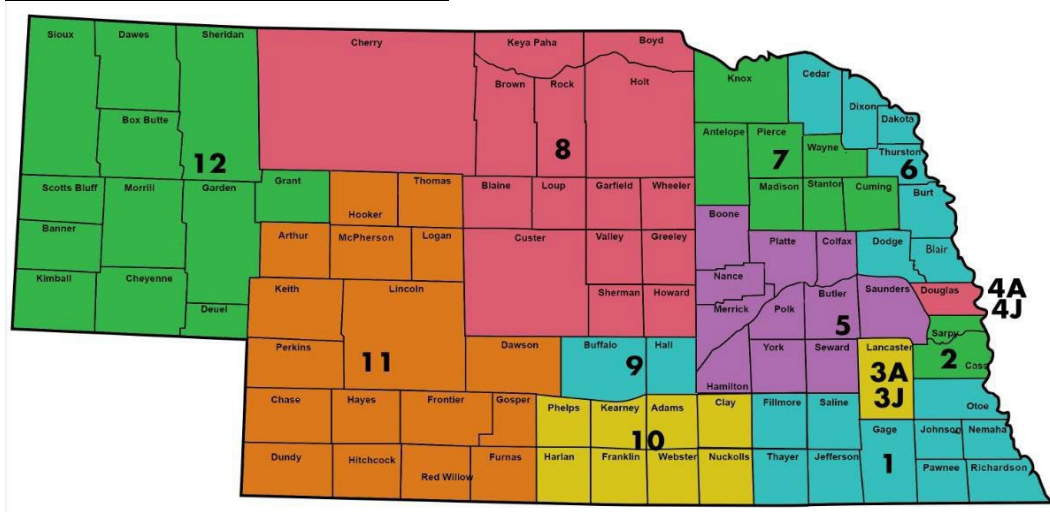 Sioux
Dawes
Sheridan
Cherry
Keya Paha
Boyd
Knox
Cedar
Brown
Rock
Holt
Dixon
Dakota
Box Butte
Antelope
Pierce
Wayne
12
8
7
Thurston
6
Scotts Bluff
Morrill
Garden
Grant
Hooker
Thomas
Blaine
Loup
Garfield
Wheeler
Madison
Stanton
Cuming
Burt
Banner
Arthur
McPherson
Logan
Custer
Valley
Greeley
Boone
Platte
Colfax
Dodge
Blair
Kimball
Cheyenne
Deuel
Keith
Lincoln
Sherman
Howard
Nance
Merrick
Polk
Butler
Saunders
Douglas
4A
4J
5
Sarpy
2
Cass
Perkins
11
Dawson
Buffalo
9
Hall
Hamilton
York
Seward
Lancaster
3A
3J
Chase
Hayes
Frontier
Gosper
Phelps
Kearney
Adams
Clay
Fillmore
Saline
Otoe
10
Gage
Johnson
Nemaha
Dundy
Hitchcock
Red Willow
Furnas
Harlan
Franklin
Webster
Nuckolls
Thayer
Jefferson
1
Pawnee
Richardson